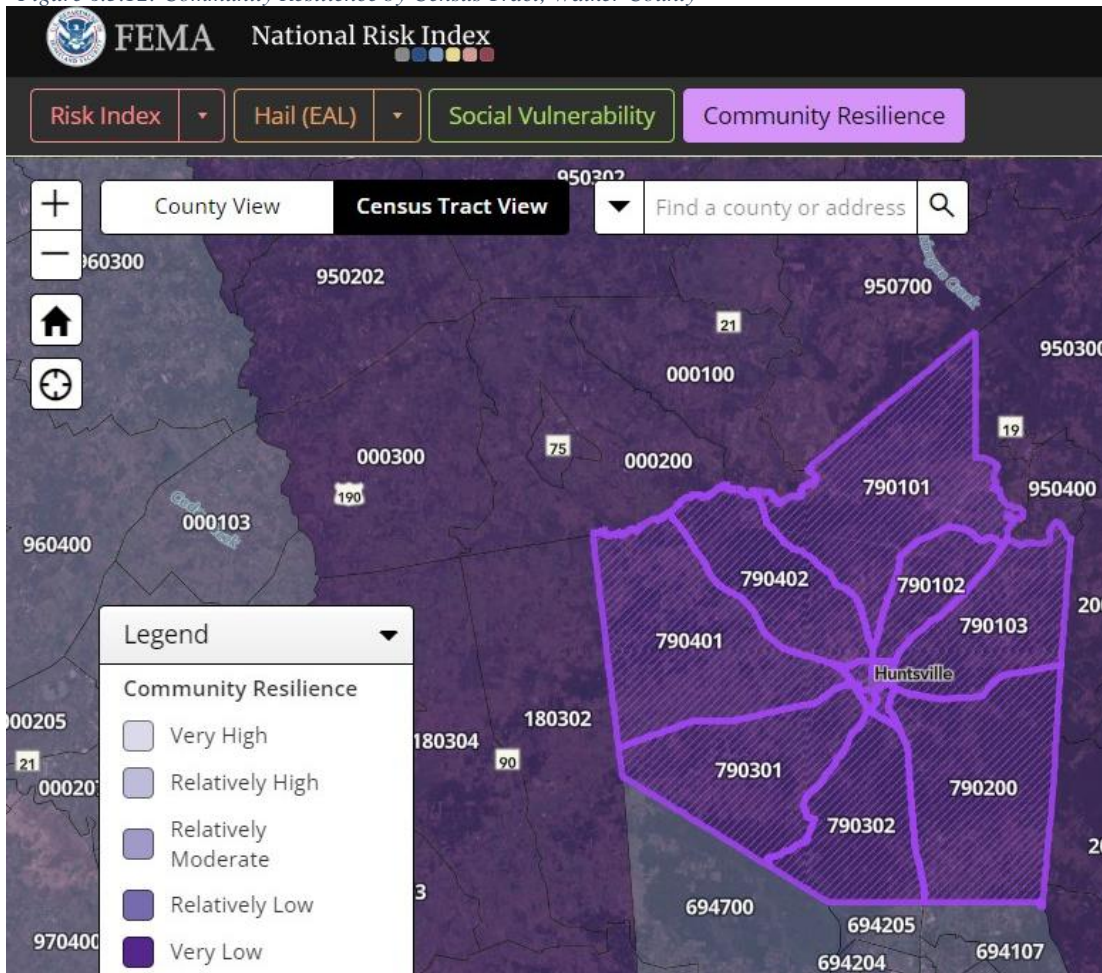 FEMA National Risk Index
Risk Index Hail (EAL) Social Vulnerability Community Resilience
950302
+ County View Census Tract View Find a county or address
−
960300
950202
950700
21
950300
000100
19
000300
75
000200
790101
950400
190
000103
960400
790402
790102
790103
790401
Huntsville
Legend
Community Resilience
Very High
Relatively High
Relatively
Moderate
Relatively Low
Very Low
180302
180304
21
90
790301
790200
790302
694700
694205
970400
694204
694107